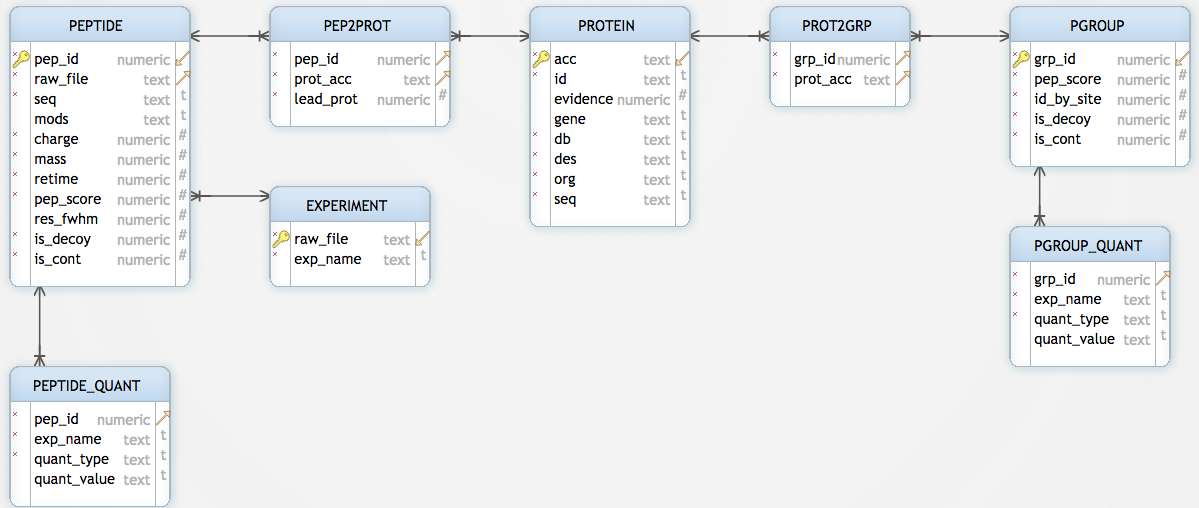 PEPTIDE
pep_id numeric
raw_file text
seq text t
mods text t
charge numeric #
mass numeric #
retime numeric #
pep_score numeric #
res_fwhm numeric #
is_decoy numeric #
is_cont numeric #
PEP2PROT
pep_id numeric
prot_acc text
lead_prot numeric #
PROTEIN
acc text
id text t
evidence numeric #
gene text t
db text t
des text t
org text t
seq text t
PROT2GRP
grp_id numeric
prot_acc text
PGROUP
grp_id numeric
pep_score numeric #
id_by_site numeric #
is_decoy numeric #
is_cont numeric #
EXPERIMENT
raw_file text
exp_name text t
PGROUP_QUANT
grp_id numeric
exp_name text t
quant_type text t
quant_value text t
PEPTIDE_QUANT
pep_id numeric
exp_name text t
quant_type text t
quant_value text t